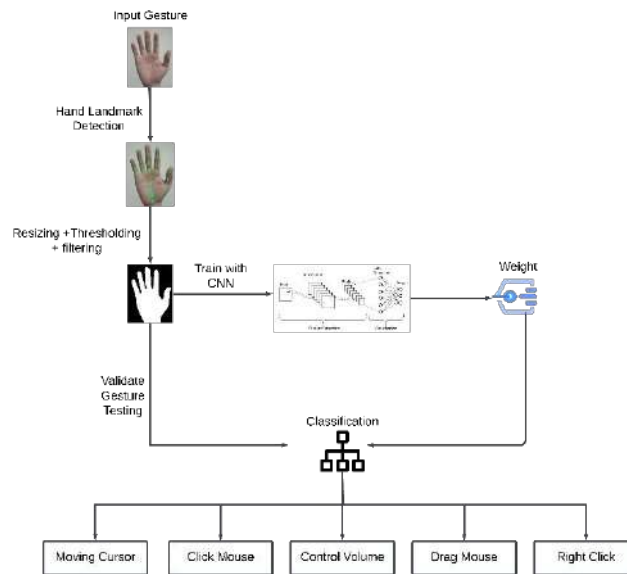 Input Gesture
Hand Landmark
Detection
Resizing +Thresholding
+ filtering
Train with
CNN
Weight
Validate
Gesture
Testing
Classification
Moving Cursor
Click Mouse
Control Volume
Drag Mouse
Right Click